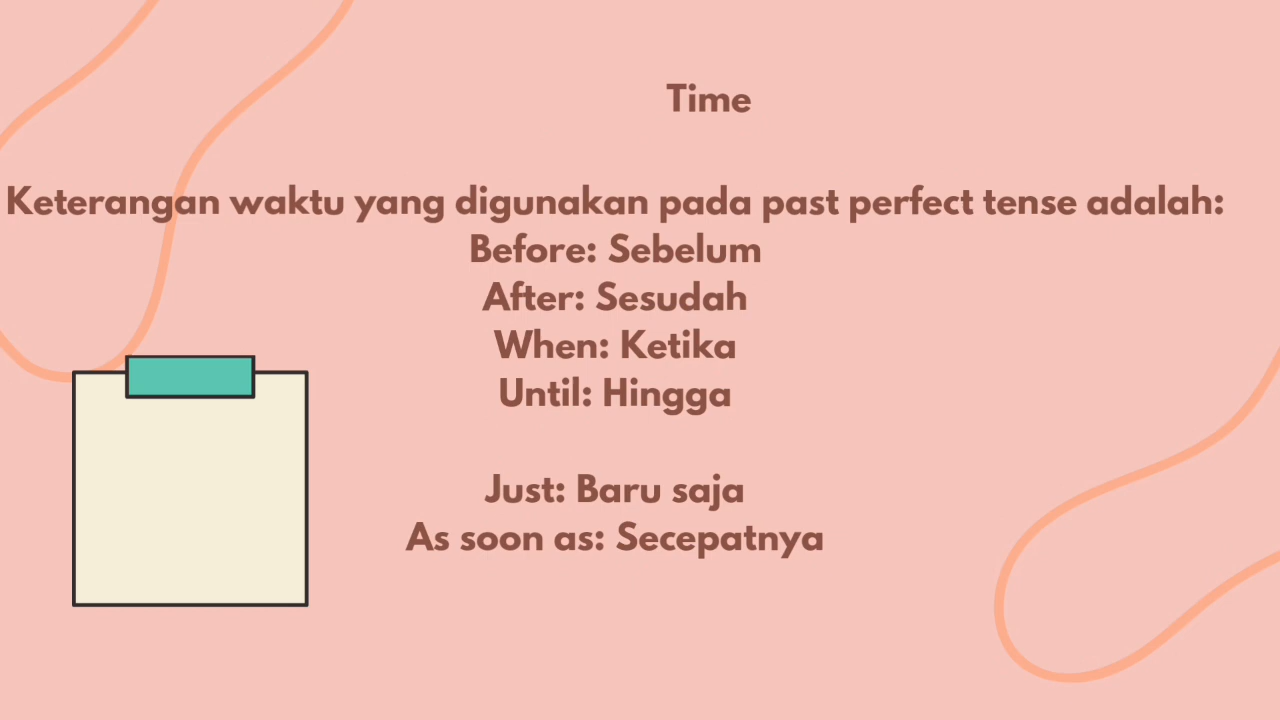 Time
Keterangan waktu yang digunakan pada past perfect tense adalah:
Before: Sebelum
After: Sesudah
When: Ketika
Until: Hingga
Just: Baru saja
As soon as: Secepatnya